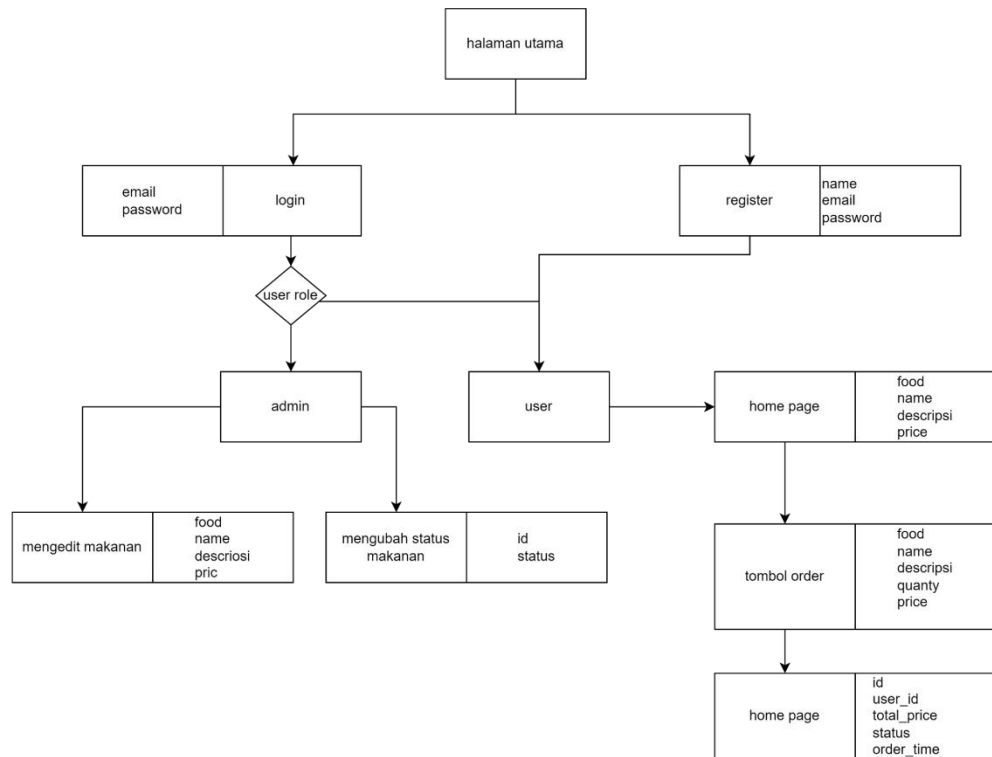 halaman utama
email
password
login
register
name
email
password
user role
admin
user
home page
food
name
descripsi
price
mengedit makanan
food
name
descriosi
pric
mengubah status
makanan
id
status
tombol order
food
name
descripsi
quanty
price
home page
id
user_id
total_price
status
order_time